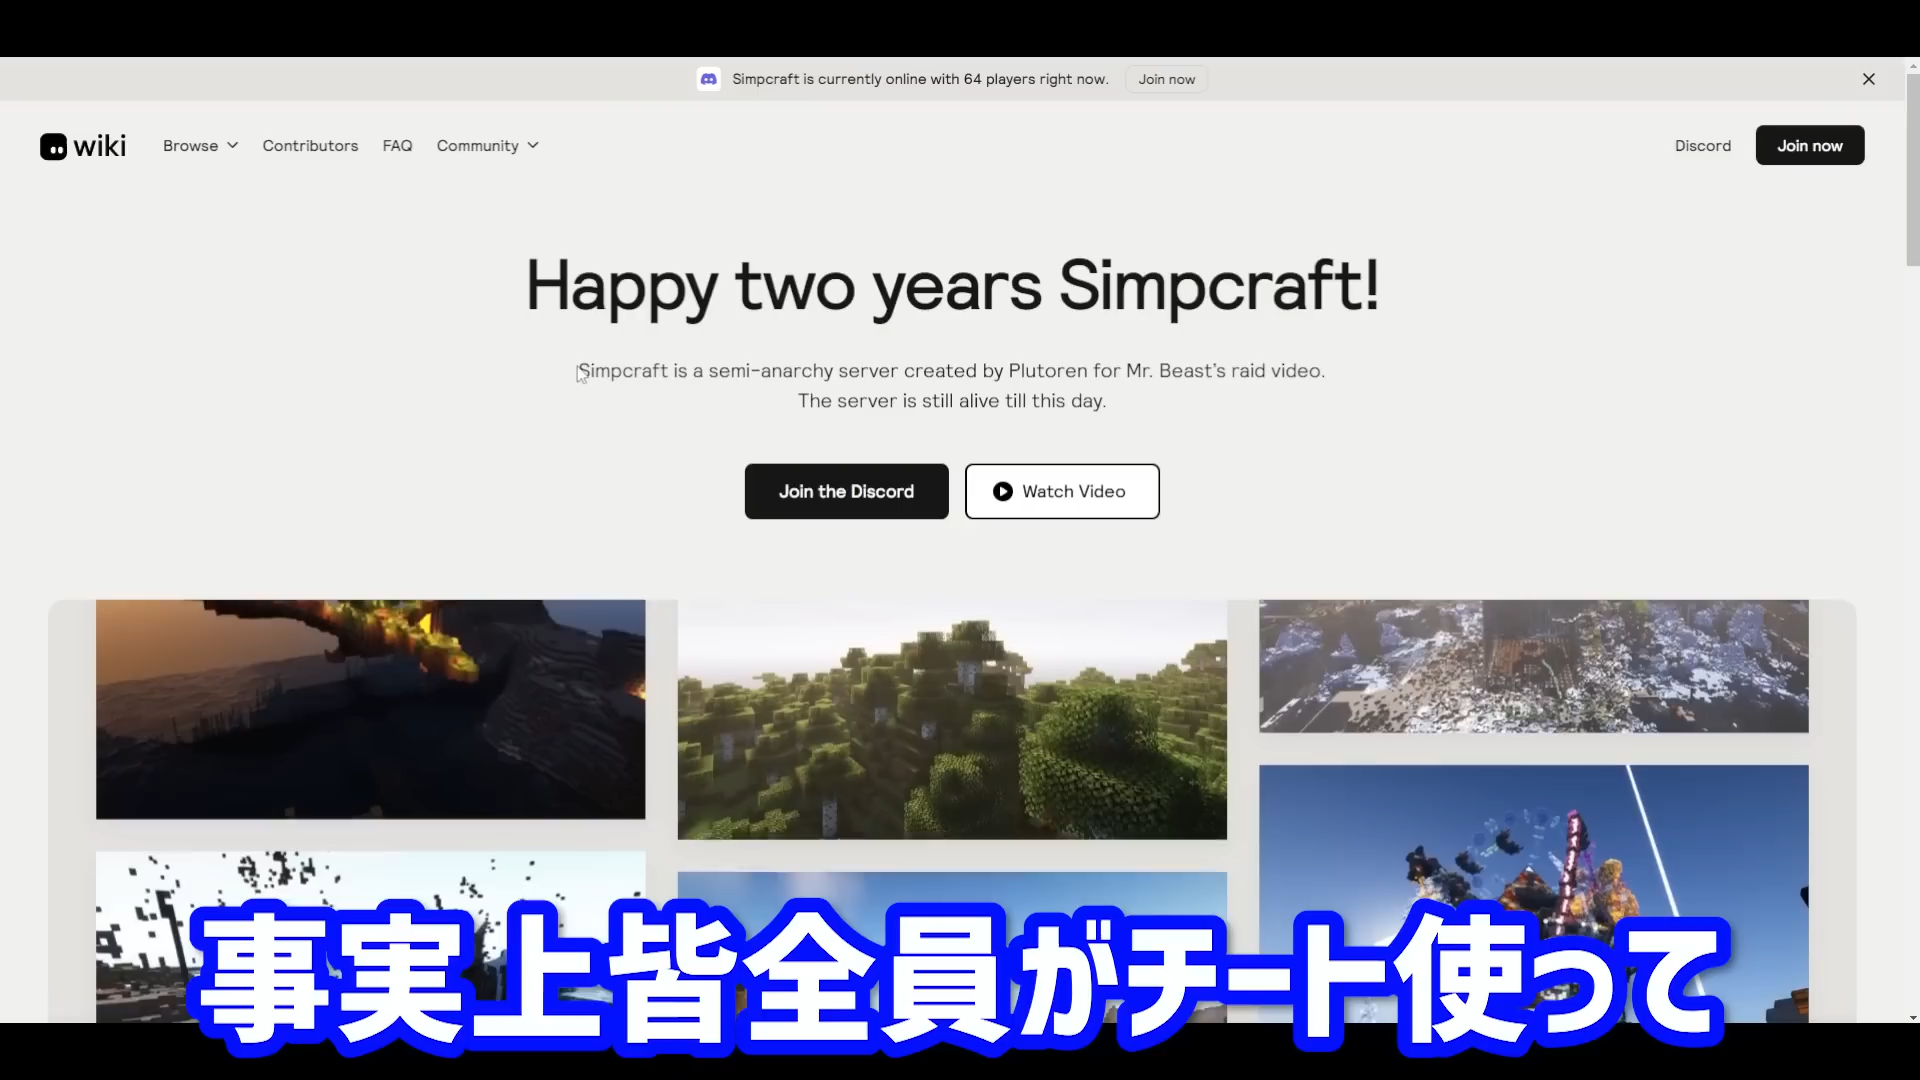 Simpcraft is currently online with 64 players right now. Join now
wiki Browse Contributors FAQ Community Discord Join now
Happy two years Simpcraft!
Simpcraft is a semi-anarchy server created by Plutoren for Mr. Beast's raid video.
The server is still alive till this day.
Join the Discord Watch Video
事実上皆全員がチート使って